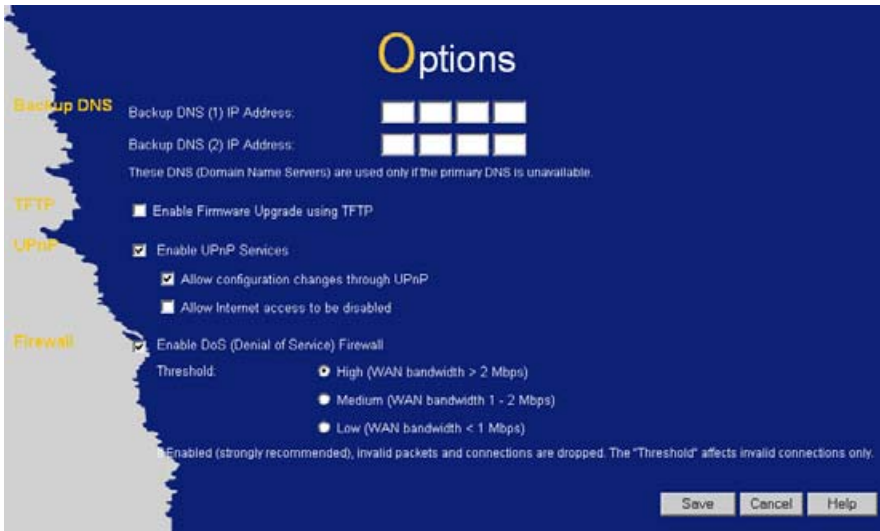 Options
Backup DNS
Backup DNS (1) IP Address:
Backup DNS (2) IP Address:
These DNS (Domain Name Servers) are used only if the primary DNS is unavailable.
TFTP
Enable Firmware Upgrade using TFTP
UPnP
Enable UPnP Services
Allow configuration changes through UPnP
Allow Internet access to be disabled
Firewall
Enable DoS (Denial of Service) Firewall
Threshold:
High (WAN bandwidth > 2 Mbps)
Medium (WAN bandwidth 1 - 2 Mbps)
Low (WAN bandwidth < 1 Mbps)
If Enabled (strongly recommended), invalid packets and connections are dropped. The "Threshold" affects invalid connections only.
Save
Cancel
Help